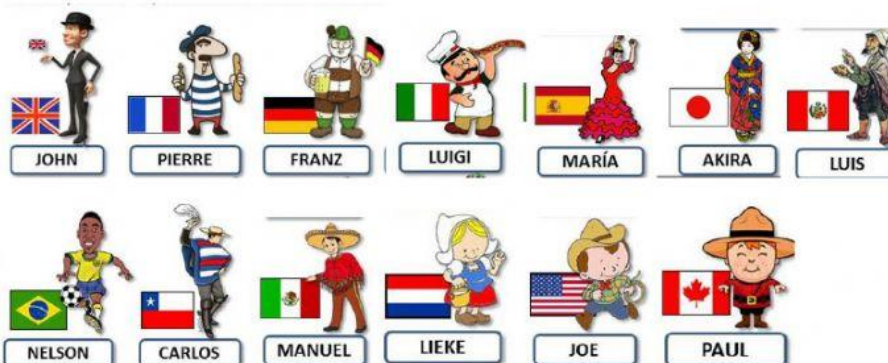 JOHN
PIERRE
FRANZ
LUIGI
MARÍA
AKIRA
LUIS
NELSON
CARLOS
MANUEL
LIEKE
JOE
PAUL